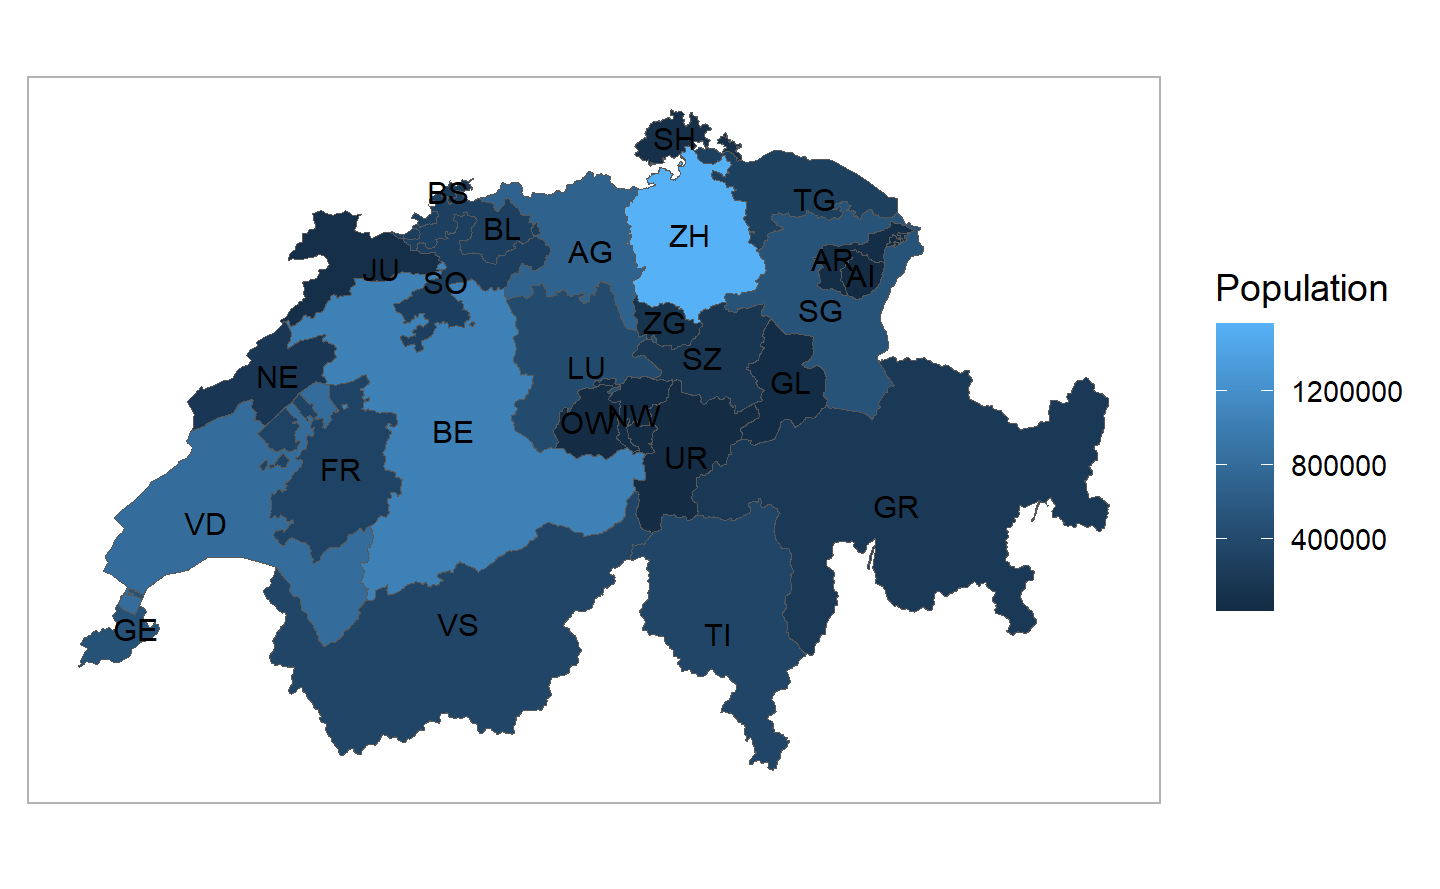 SH
BS
TG
BL
ZH
AG
AR
JU
AI
SO
SG
ZG
SZ
LU
NE
GL
NW
OW
BE
UR
FR
GR
VD
VS
GE
TI
Population
1200000
800000
400000